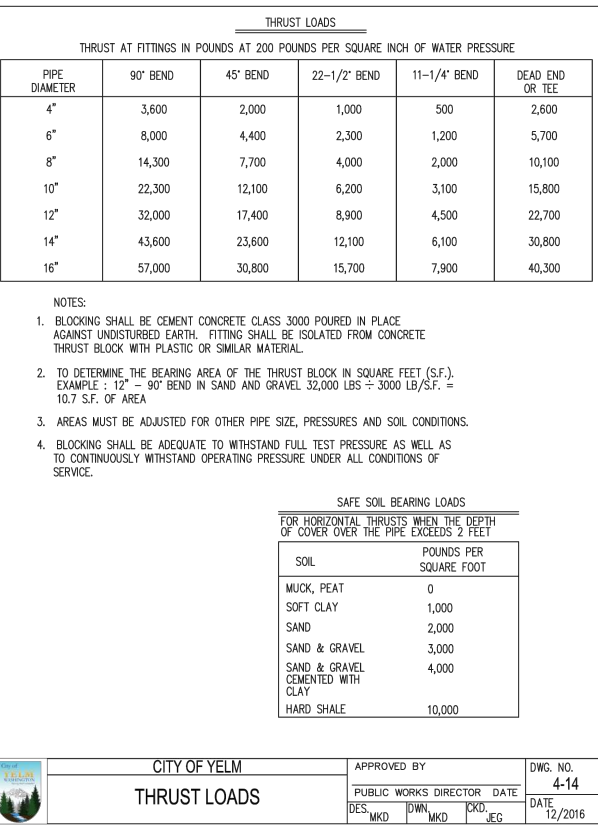 THRUST LOADS
THRUST AT FITTINGS IN POUNDS AT 200 POUNDS PER SQUARE INCH OF WATER PRESSURE
PIPE DIAMETER 90° BEND 45° BEND 22-1/2° BEND 11-1/4° BEND DEAD END OR TEE
4" 3,600 2,000 1,000 500 2,600
6" 8,000 4,400 2,300 1,200 5,700
8" 14,300 7,700 4,000 2,000 10,100
10" 22,300 12,100 6,200 3,100 15,800
12" 32,000 17,400 8,900 4,500 22,700
14" 43,600 23,600 12,100 6,100 30,800
16" 57,000 30,800 15,700 7,900 40,300
NOTES:
1. BLOCKING SHALL BE CEMENT CONCRETE CLASS 3000 POURED IN PLACE
AGAINST UNDISTURBED EARTH. FITTING SHALL BE ISOLATED FROM CONCRETE
THRUST BLOCK WITH PLASTIC OR SIMILAR MATERIAL.
2. TO DETERMINE THE BEARING AREA OF THE THRUST BLOCK IN SQUARE FEET (S.F.).
EXAMPLE : 12" - 90° BEND IN SAND AND GRAVEL 32,000 LBS ÷ 3000 LB/S.F. =
10.7 S.F. OF AREA
3. AREAS MUST BE ADJUSTED FOR OTHER PIPE SIZE, PRESSURES AND SOIL CONDITIONS.
4. BLOCKING SHALL BE ADEQUATE TO WITHSTAND FULL TEST PRESSURE AS WELL AS
TO CONTINUOUSLY WITHSTAND OPERATING PRESSURE UNDER ALL CONDITIONS OF
SERVICE.
SAFE SOIL BEARING LOADS
FOR HORIZONTAL THRUSTS WHEN THE DEPTH
OF COVER OVER THE PIPE EXCEEDS 2 FEET
SOIL POUNDS PER SQUARE FOOT
MUCK, PEAT 0
SOFT CLAY 1,000
SAND 2,000
SAND & GRAVEL 3,000
SAND & GRAVEL 4,000
CEMENTED WITH
CLAY
HARD SHALE 10,000
City of
YELM
WASHINGTON
CITY OF YELM
THRUST LOADS
APPROVED BY
PUBLIC WORKS DIRECTOR DATE
DES. MKD DWN. MKD CKD. JEG
DWG. NO.
4-14
DATE
12/2016